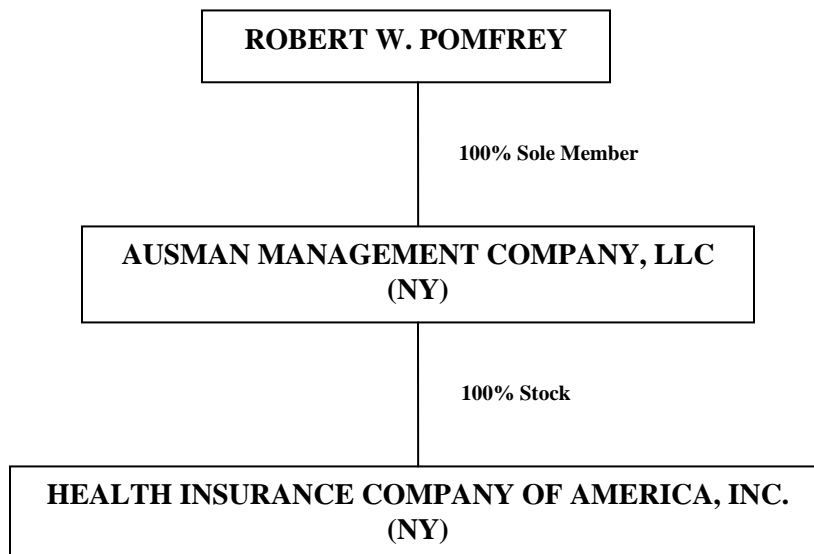 ROBERT W. POMFREY
100% Sole Member
AUSMAN MANAGEMENT COMPANY, LLC
(NY)
100% Stock
HEALTH INSURANCE COMPANY OF AMERICA, INC.
(NY)